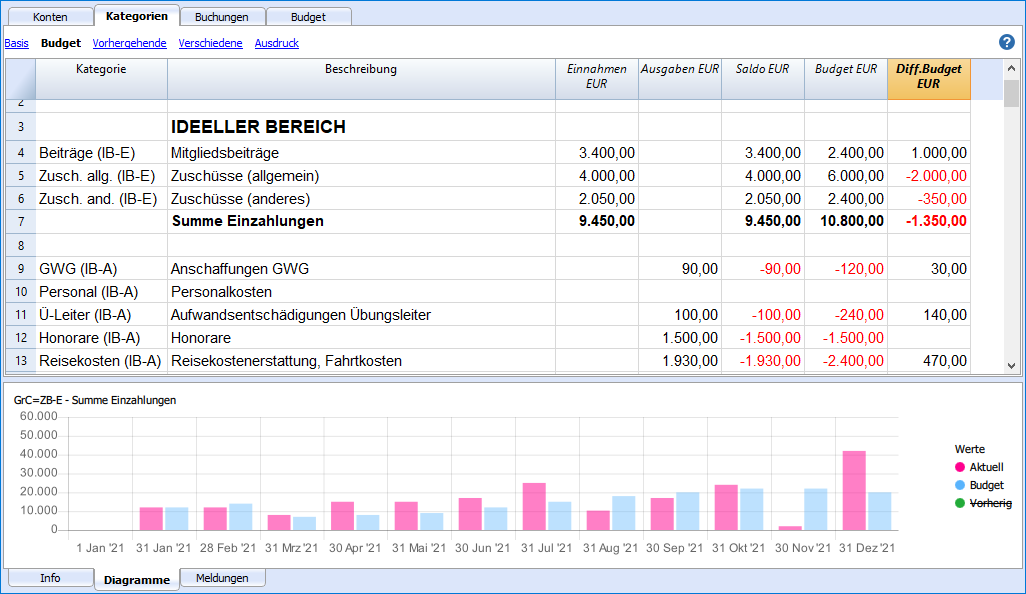 Konten Kategorien Buchungen Budget
Basis Budget Vorhergehende Verschiedene Ausdruck ?
Kategorie Beschreibung Einnahmen EUR Ausgaben EUR Saldo EUR Budget EUR Diff.Budget EUR
2
3 IDEELLER BEREICH
4 Beiträge (IB-E) Mitgliedsbeiträge 3.400,00 3.400,00 2.400,00 1.000,00
5 Zusch. allg. (IB-E) Zuschüsse (allgemein) 4.000,00 4.000,00 6.000,00 -2.000,00
6 Zusch. and. (IB-E) Zuschüsse (anderes) 2.050,00 2.050,00 2.400,00 -350,00
7 Summe Einzahlungen 9.450,00 9.450,00 10.800,00 -1.350,00
8
9 GWG (IB-A) Anschaffungen GWG 90,00 -90,00 -120,00 30,00
10 Personal (IB-A) Personalkosten
11 Ü-Leiter (IB-A) Aufwandsentschädigungen Übungsleiter 100,00 -100,00 -240,00 140,00
12 Honorare (IB-A) Honorare 1.500,00 -1.500,00 -1.500,00
13 Reisekosten (IB-A) Reisekostenerstattung, Fahrtkosten 1.930,00 -1.930,00 -2.400,00 470,00
GrC=ZB-E - Summe Einzahlungen
60.000
50.000
40.000
30.000
20.000
10.000
0
1 Jan '21 31 Jan '21 28 Feb '21 31 Mrz '21 30 Apr '21 31 Mai '21 30 Jun '21 31 Jul '21 31 Aug '21 30 Sep '21 31 Okt '21 30 Nov '21 31 Dez '21
Werte
Aktuell
Budget
Vorherig
Info Diagramme Meldungen